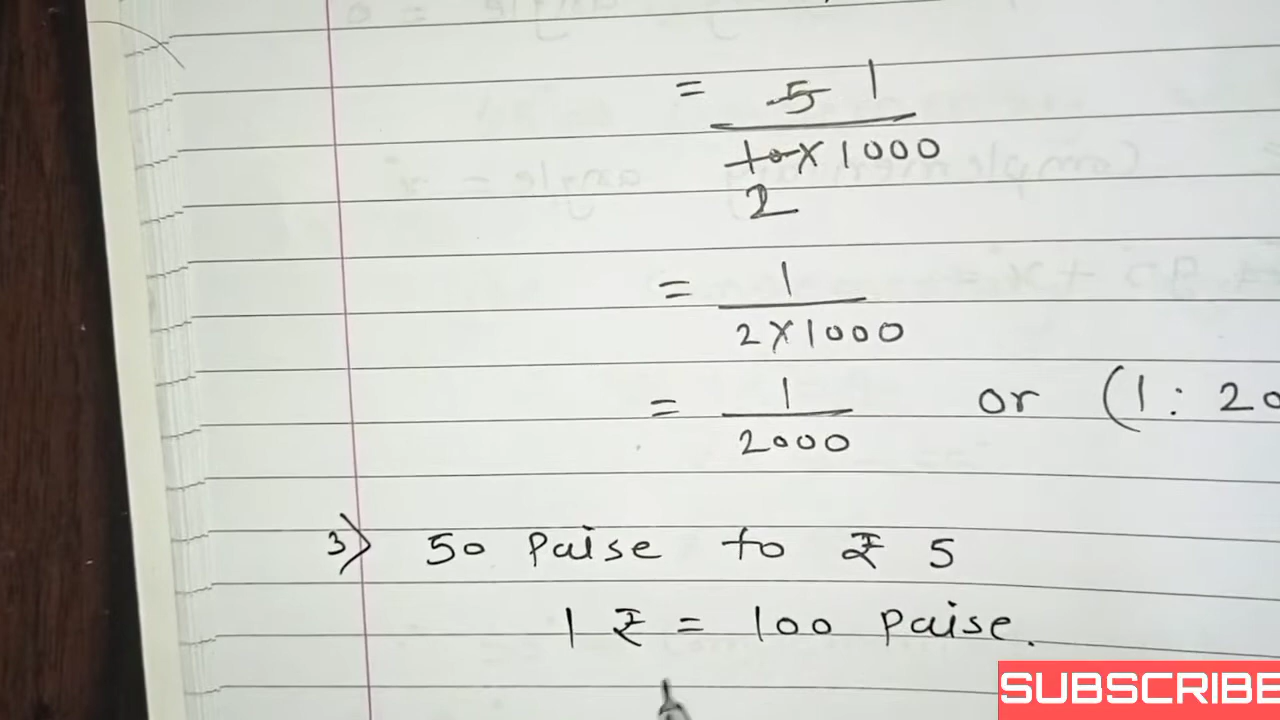 = 5 1
10 X 1000
2
= 1
2 X 1000
= 1 or (1 : 20
2000
3) 50 Paise to ₹ 5
1 ₹ = 100 Paise.
SUBSCRIBE